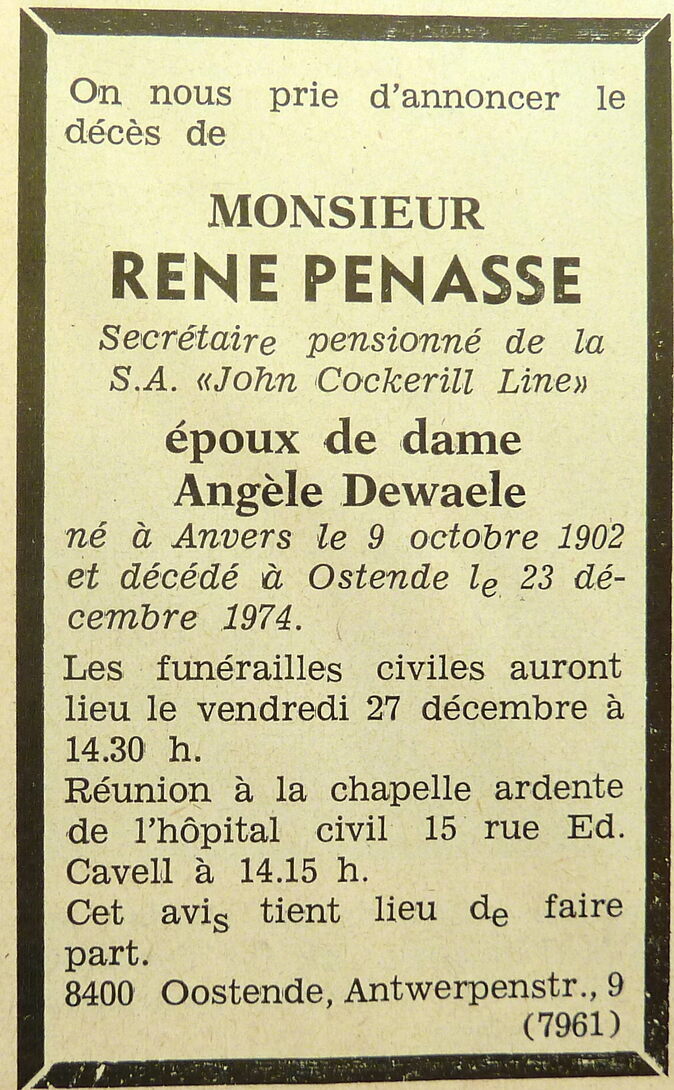 On nous prie d'annoncer le
décès de
MONSIEUR
RENE PENASSE
Secrétaire pensionné de la
S.A. «John Cockerill Line»
époux de dame
Angèle Dewaele
né à Anvers le 9 octobre 1902
et décédé à Ostende le 23 dé-
cembre 1974.
Les funérailles civiles auront
lieu le vendredi 27 décembre à
14.30 h.
Réunion à la chapelle ardente
de l'hôpital civil 15 rue Ed.
Cavell à 14.15 h.
Cet avis tient lieu de faire
part.
8400 Oostende, Antwerpenstr., 9
(7961)